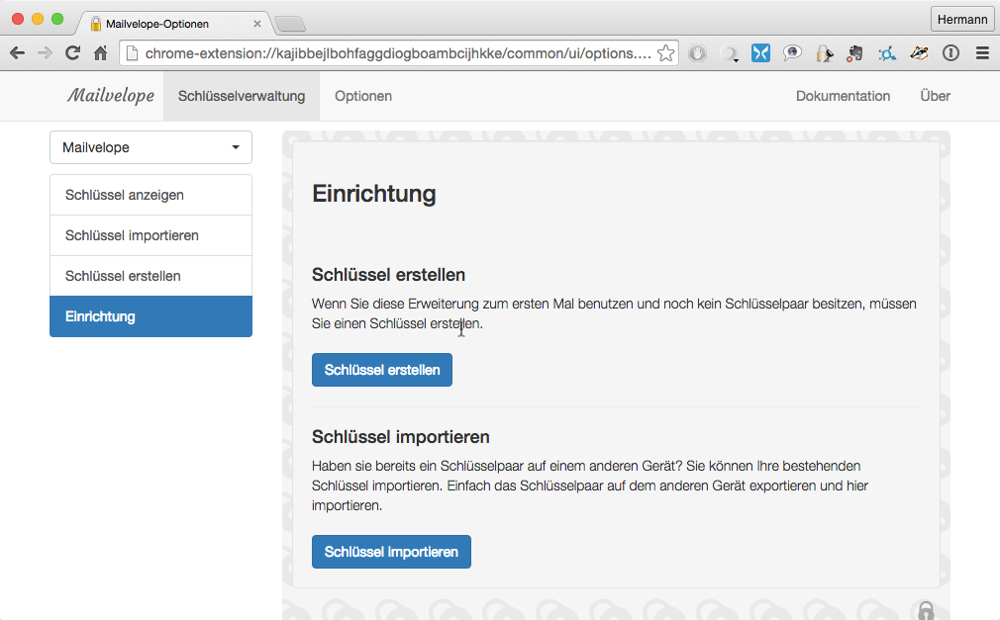 Mailvelope-Optionen
Hermann
chrome-extension://kajibbejlbohfaggdiogboambcijhkke/common/ui/options....
Mailvelope
Schlüsselverwaltung
Optionen
Dokumentation
Über
Mailvelope
Schlüssel anzeigen
Schlüssel importieren
Schlüssel erstellen
Einrichtung
Einrichtung
Schlüssel erstellen
Wenn Sie diese Erweiterung zum ersten Mal benutzen und noch kein Schlüsselpaar besitzen, müssen
Sie einen Schlüssel erstellen.
Schlüssel erstellen
Schlüssel importieren
Haben sie bereits ein Schlüsselpaar auf einem anderen Gerät? Sie können Ihre bestehenden
Schlüssel importieren. Einfach das Schlüsselpaar auf dem anderen Gerät exportieren und hier
importieren.
Schlüssel importieren